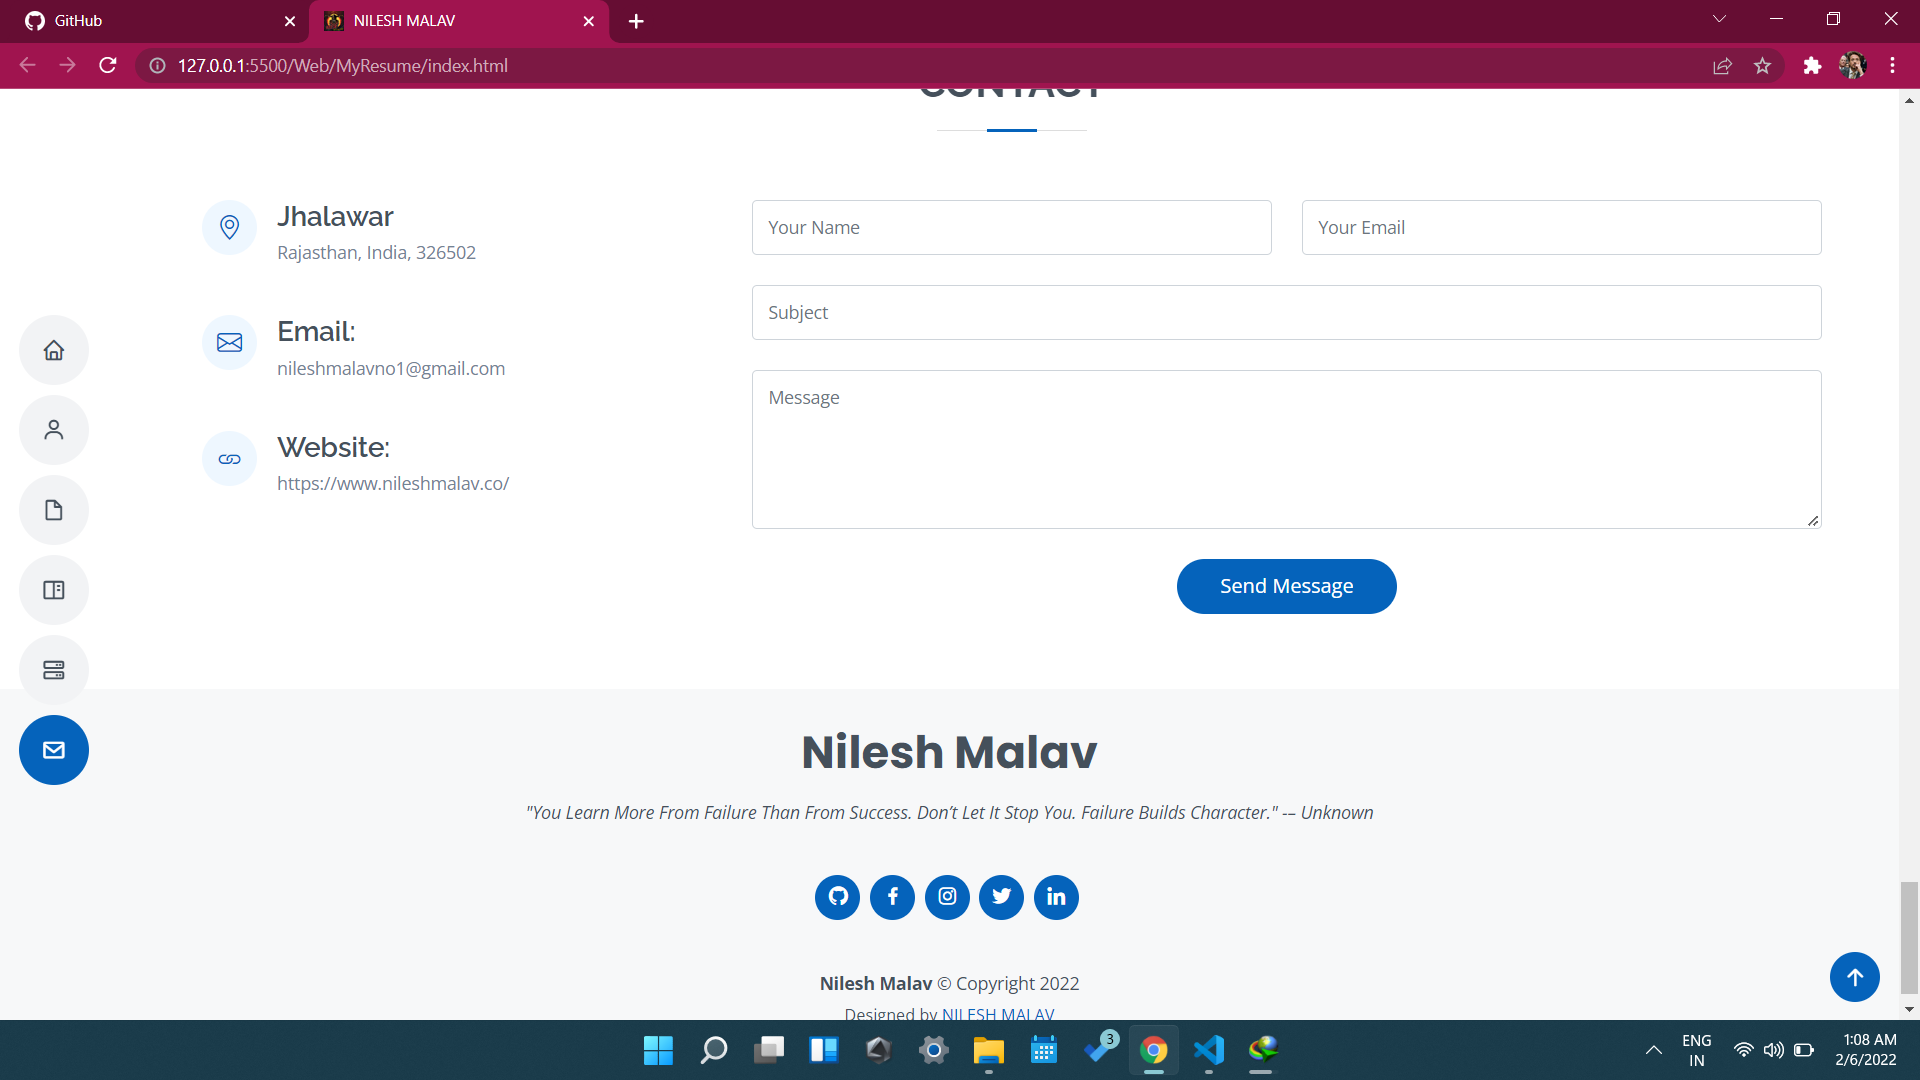 GitHub
NILESH MALAV
127.0.0.1:5500/Web/MyResume/index.html
CONTACT
Jhalawar
Rajasthan, India, 326502
Email:
nileshmalavno1@gmail.com
Website:
https://www.nileshmalav.co/
Your Name
Your Email
Subject
Message
Send Message
Nilesh Malav
"You Learn More From Failure Than From Success. Don’t Let It Stop You. Failure Builds Character." -– Unknown
Nilesh Malav © Copyright 2022
Designed by NILESH MALAV
3
ENG
IN
1:08 AM
2/6/2022